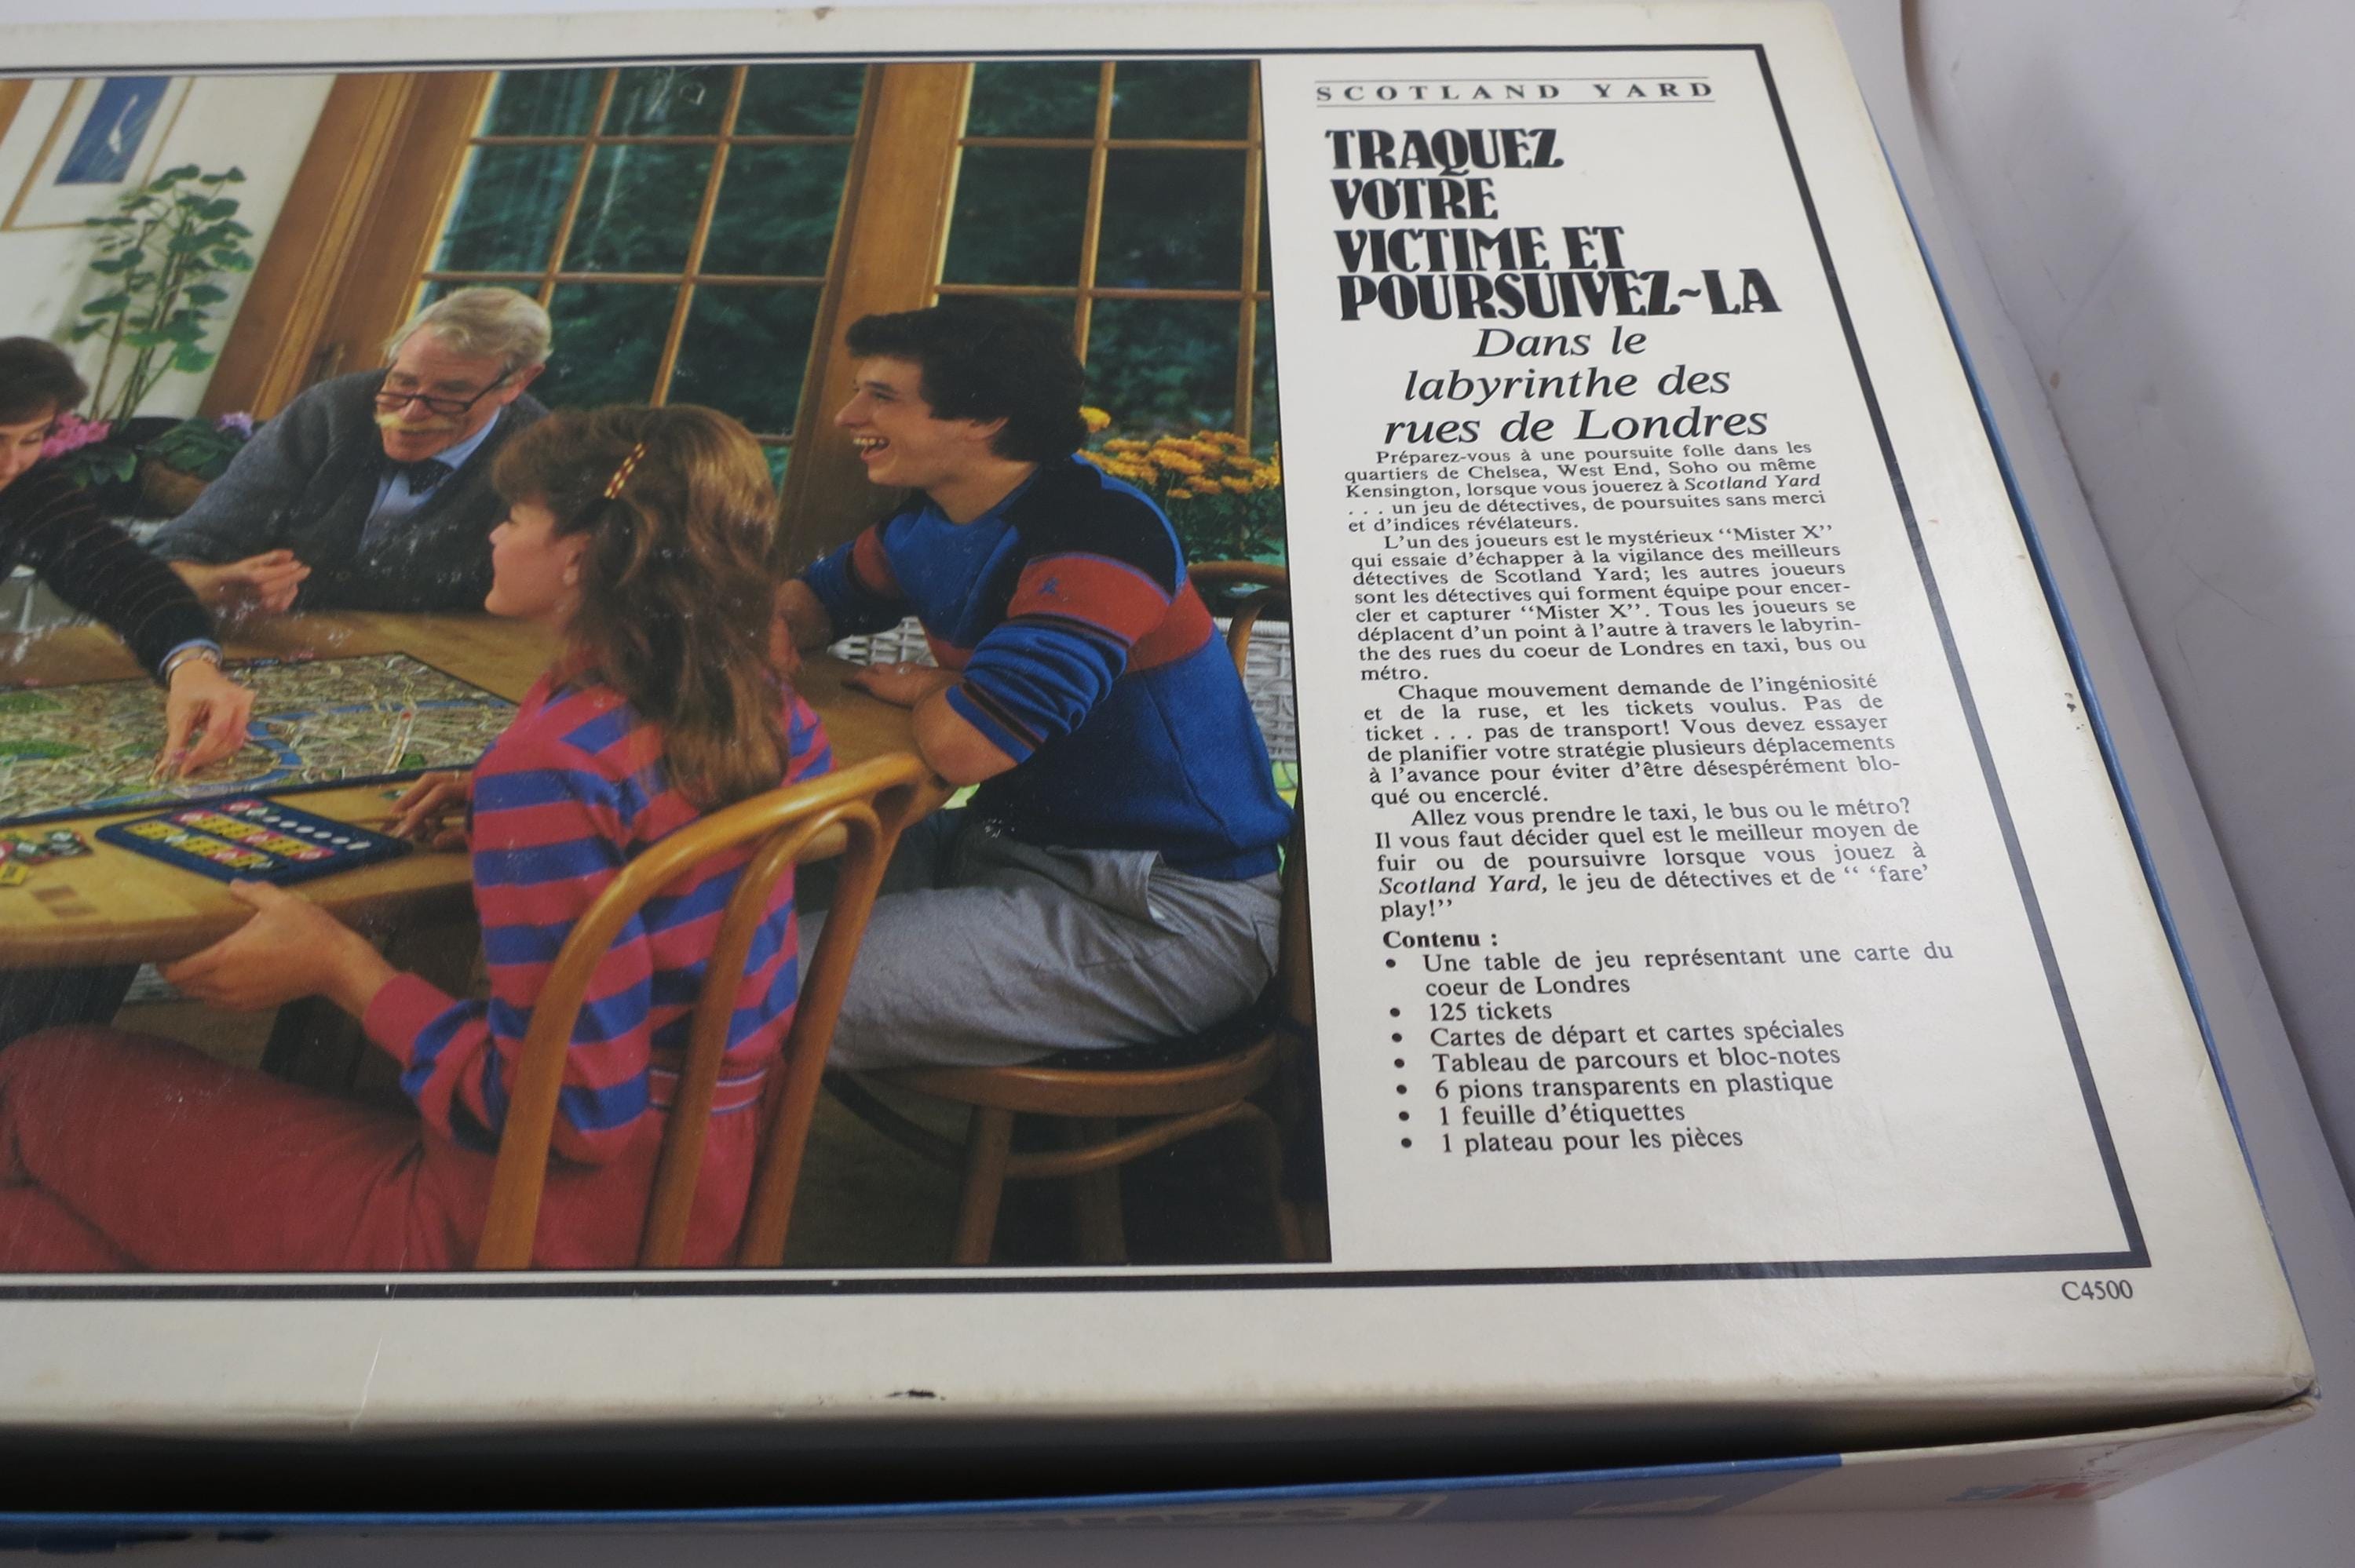 SCOTLAND YARD
TRAQUEZ
VOTRE
VICTIME ET
POURSUIVEZ~LA
Dans le
labyrinthe des
rues de Londres
Préparez-vous à une poursuite folle dans les
quartiers de Chelsea, West End, Soho ou même
Kensington, lorsque vous jouerez à Scotland Yard
. . . un jeu de détectives, de poursuites sans merci
et d'indices révélateurs.
L'un des joueurs est le mystérieux ‘‘Mister X’’
qui essaie d'échapper à la vigilance des meilleurs
détectives de Scotland Yard; les autres joueurs
sont les détectives qui forment équipe pour encer-
cler et capturer ‘‘Mister X’’. Tous les joueurs se
déplacent d'un point à l'autre à travers le labyrin-
the des rues du coeur de Londres en taxi, bus ou
métro.
Chaque mouvement demande de l'ingéniosité
et de la ruse, et les tickets voulus. Pas de
ticket . . . pas de transport! Vous devez essayer
de planifier votre stratégie plusieurs déplacements
à l'avance pour éviter d'être désespérément blo-
qué ou encerclé.
Allez vous prendre le taxi, le bus ou le métro?
Il vous faut décider quel est le meilleur moyen de
fuir ou de poursuivre lorsque vous jouez à
Scotland Yard, le jeu de détectives et de ‘‘ ‘fare’
play!’’
Contenu :
• Une table de jeu représentant une carte du
coeur de Londres
• 125 tickets
• Cartes de départ et cartes spéciales
• Tableau de parcours et bloc-notes
• 6 pions transparents en plastique
• 1 feuille d'étiquettes
• 1 plateau pour les pièces
C4500